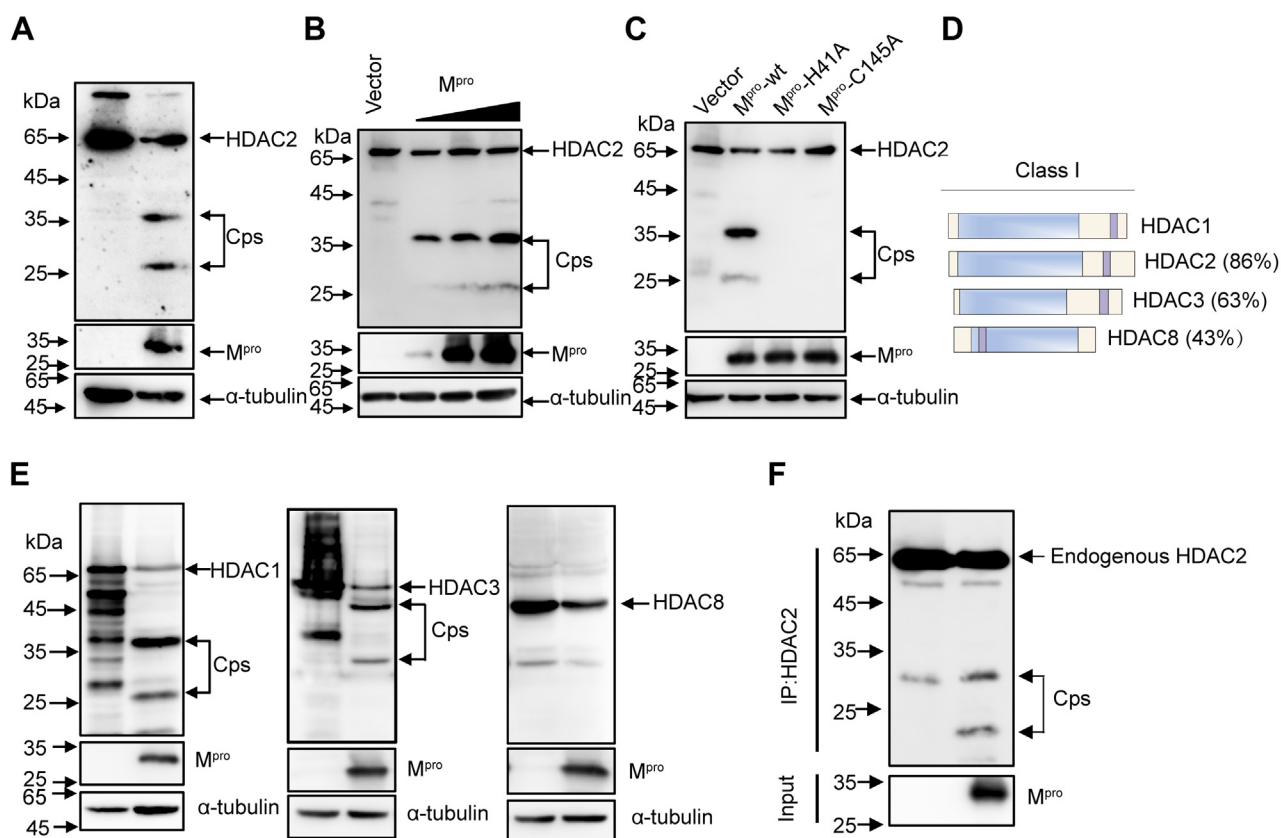 A
kDa
65
45
35
25
35
25
65
45
HDAC2
Cps
Mᵖʳᵒ
α-tubulin
B
Vector
Mᵖʳᵒ
kDa
65
45
35
25
35
25
65
45
HDAC2
Cps
Mᵖʳᵒ
α-tubulin
C
Vector
Mᵖʳᵒ-wt
Mᵖʳᵒ-H41A
Mᵖʳᵒ-C145A
kDa
65
45
35
25
35
25
65
45
HDAC2
Cps
Mᵖʳᵒ
α-tubulin
D
Class I
HDAC1
HDAC2 (86%)
HDAC3 (63%)
HDAC8 (43%)
E
kDa
65
45
35
25
35
25
65
45
HDAC1
Cps
Mᵖʳᵒ
α-tubulin
HDAC3
Cps
Mᵖʳᵒ
α-tubulin
HDAC8
Mᵖʳᵒ
α-tubulin
F
kDa
IP:HDAC2
65
45
35
25
Endogenous HDAC2
Cps
Input
35
25
Mᵖʳᵒ